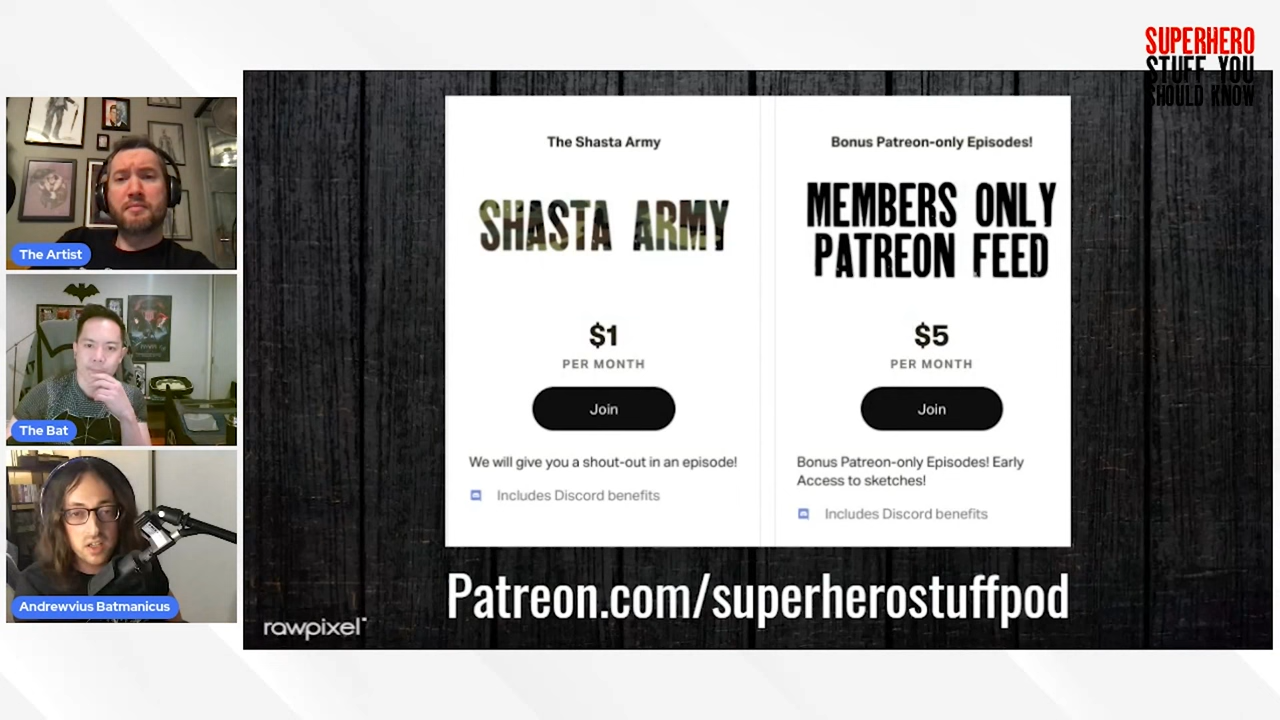 SUPERHERO
STUFF YOU
SHOULD KNOW
The Artist
The Bat
Andrewvius Batmanicus
The Shasta Army
SHASTA ARMY
$1
PER MONTH
Join
We will give you a shout-out in an episode!
Includes Discord benefits
Bonus Patreon-only Episodes!
MEMBERS ONLY
PATREON FEED
$5
PER MONTH
Join
Bonus Patreon-only Episodes! Early
Access to sketches!
Includes Discord benefits
Patreon.com/superherostuffpod
rawpixel